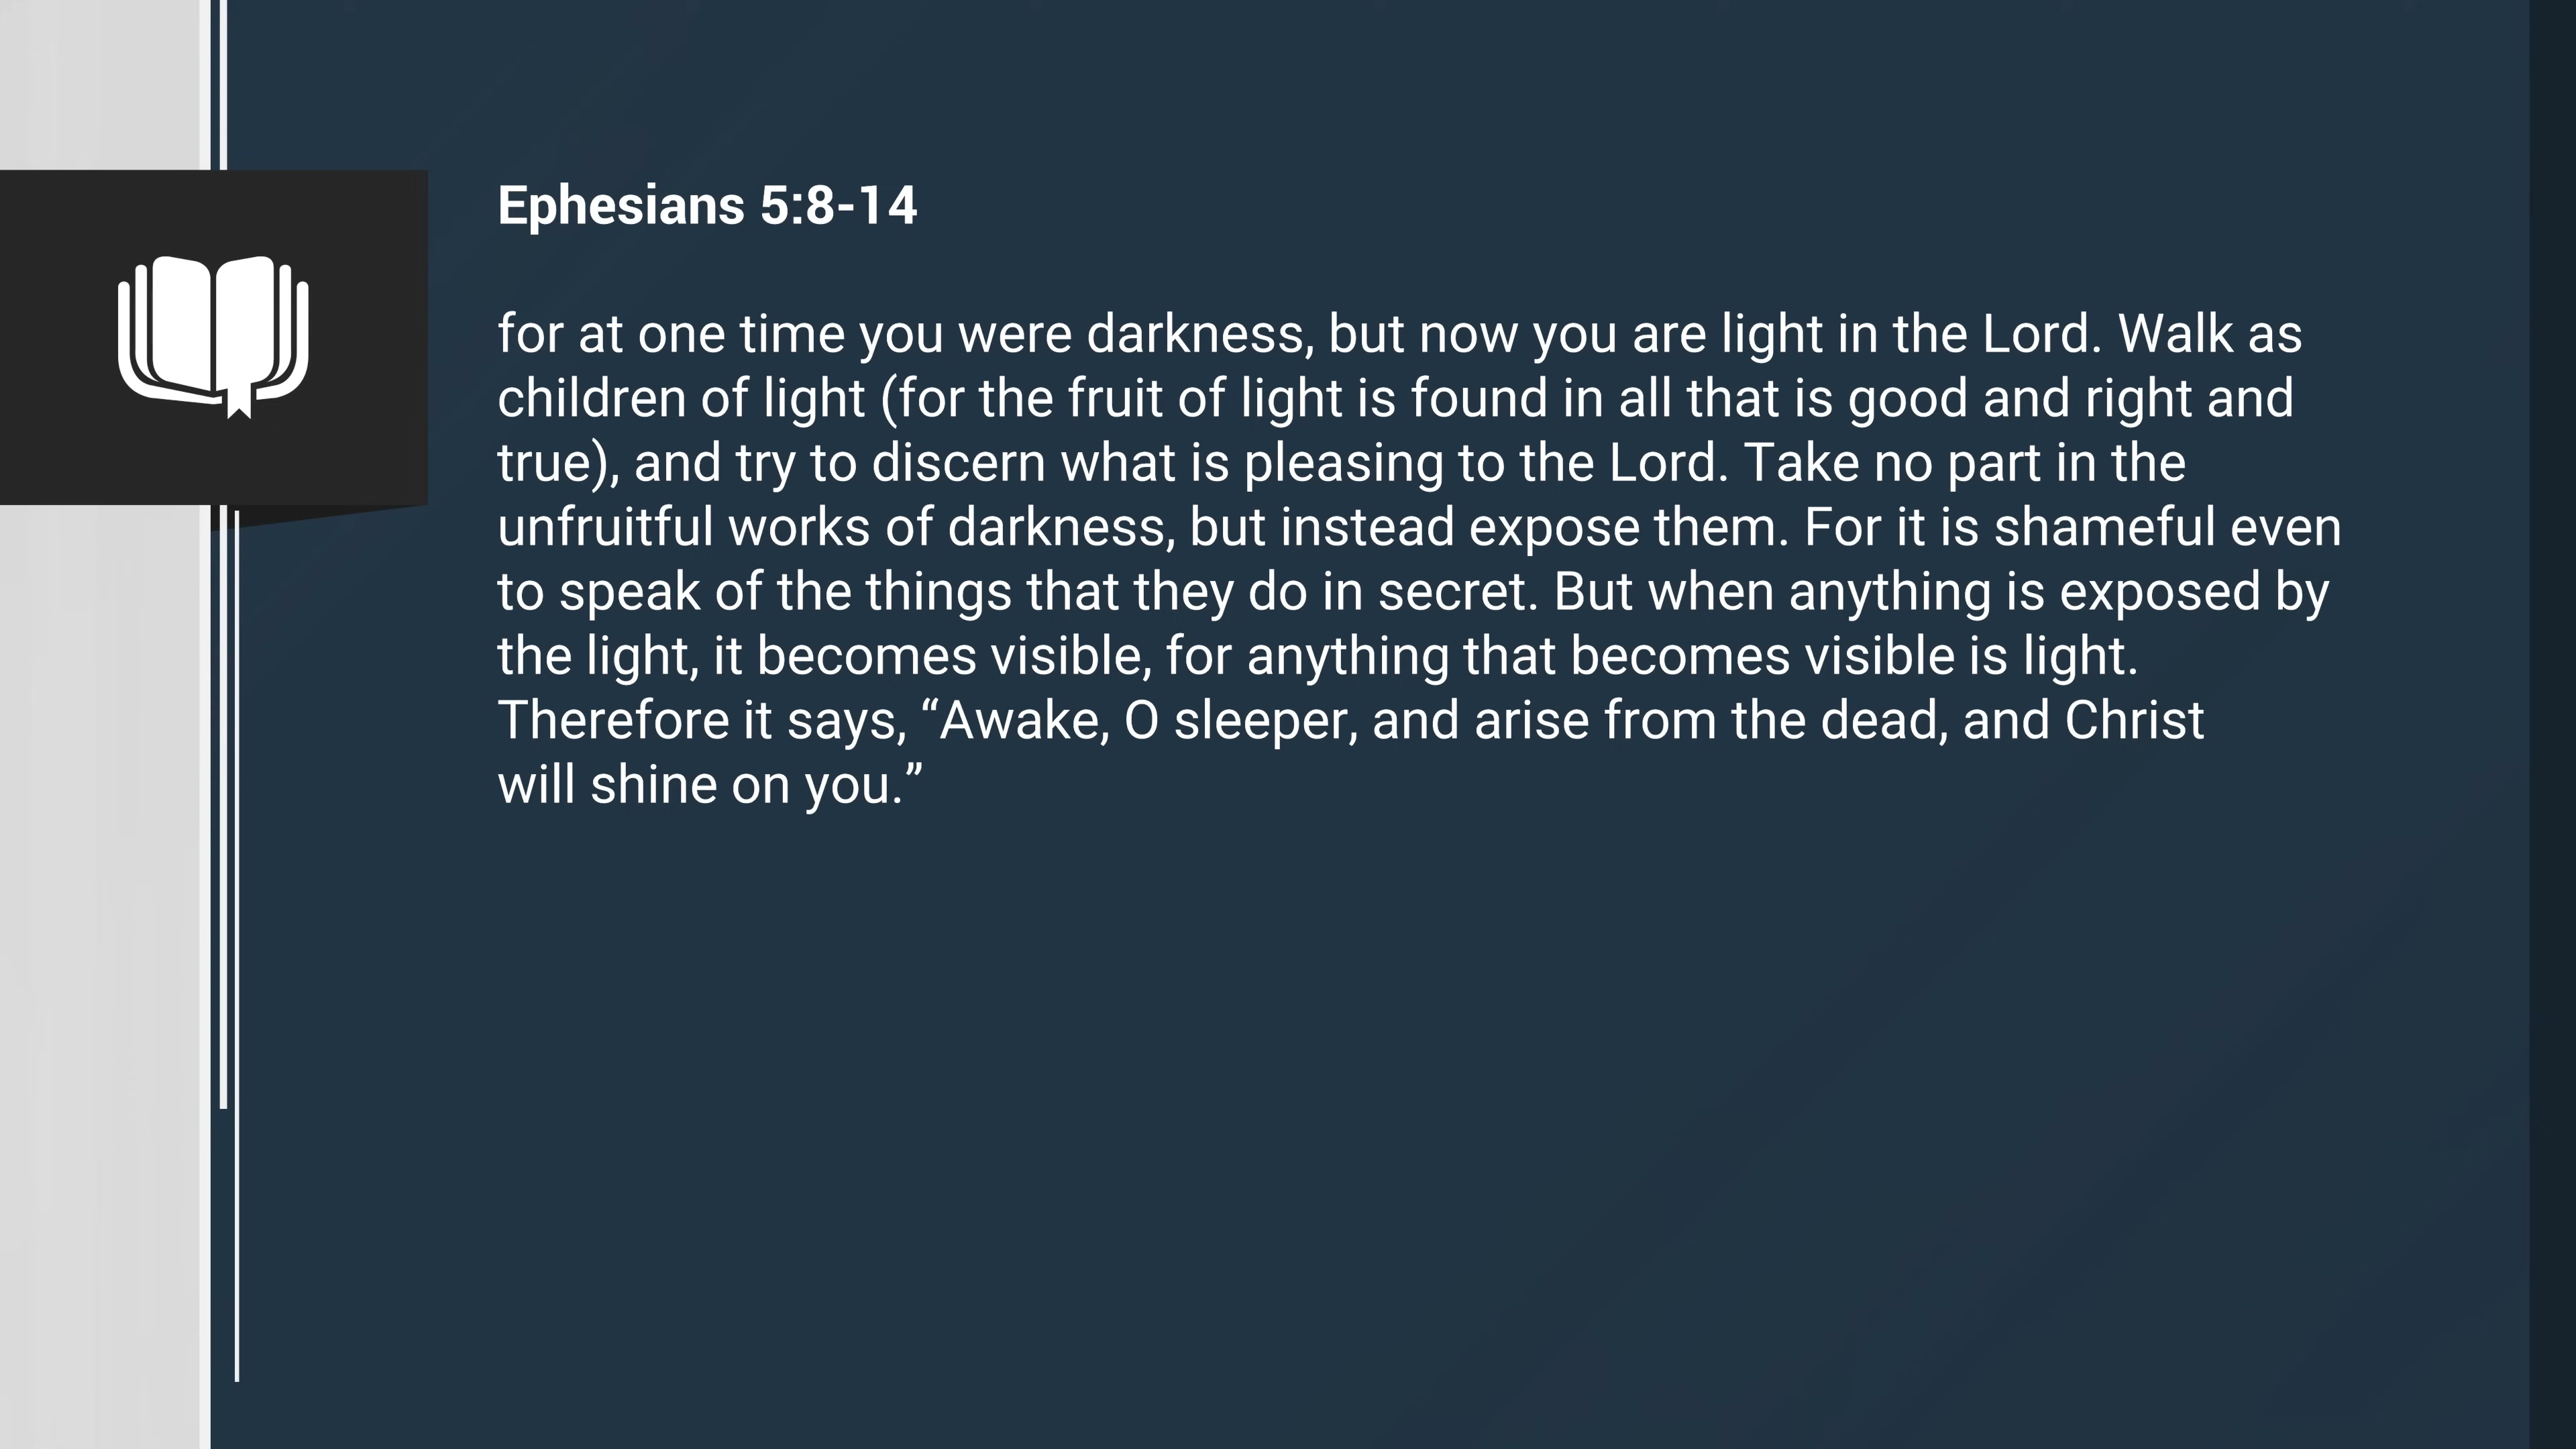 Ephesians 5:8-14
for at one time you were darkness, but now you are light in the Lord. Walk as
children of light (for the fruit of light is found in all that is good and right and
true), and try to discern what is pleasing to the Lord. Take no part in the
unfruitful works of darkness, but instead expose them. For it is shameful even
to speak of the things that they do in secret. But when anything is exposed by
the light, it becomes visible, for anything that becomes visible is light.
Therefore it says, “Awake, O sleeper, and arise from the dead, and Christ
will shine on you.”